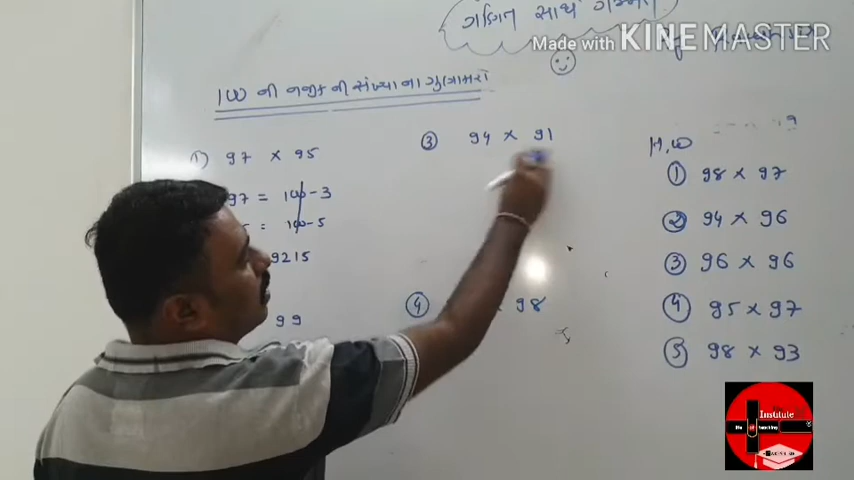 ગણિત સાથે ગમ્મત
Made with KINEMASTER
100 ની નજીક ની સંખ્યા ના ગુણાકારો
① 97 × 95
97 = 100-3
= 100-5
9215
99
③ 94 × 91
④ 98
H.W
① 98 × 97
② 94 × 96
③ 96 × 96
④ 95 × 97
⑤ 98 × 93
Institute